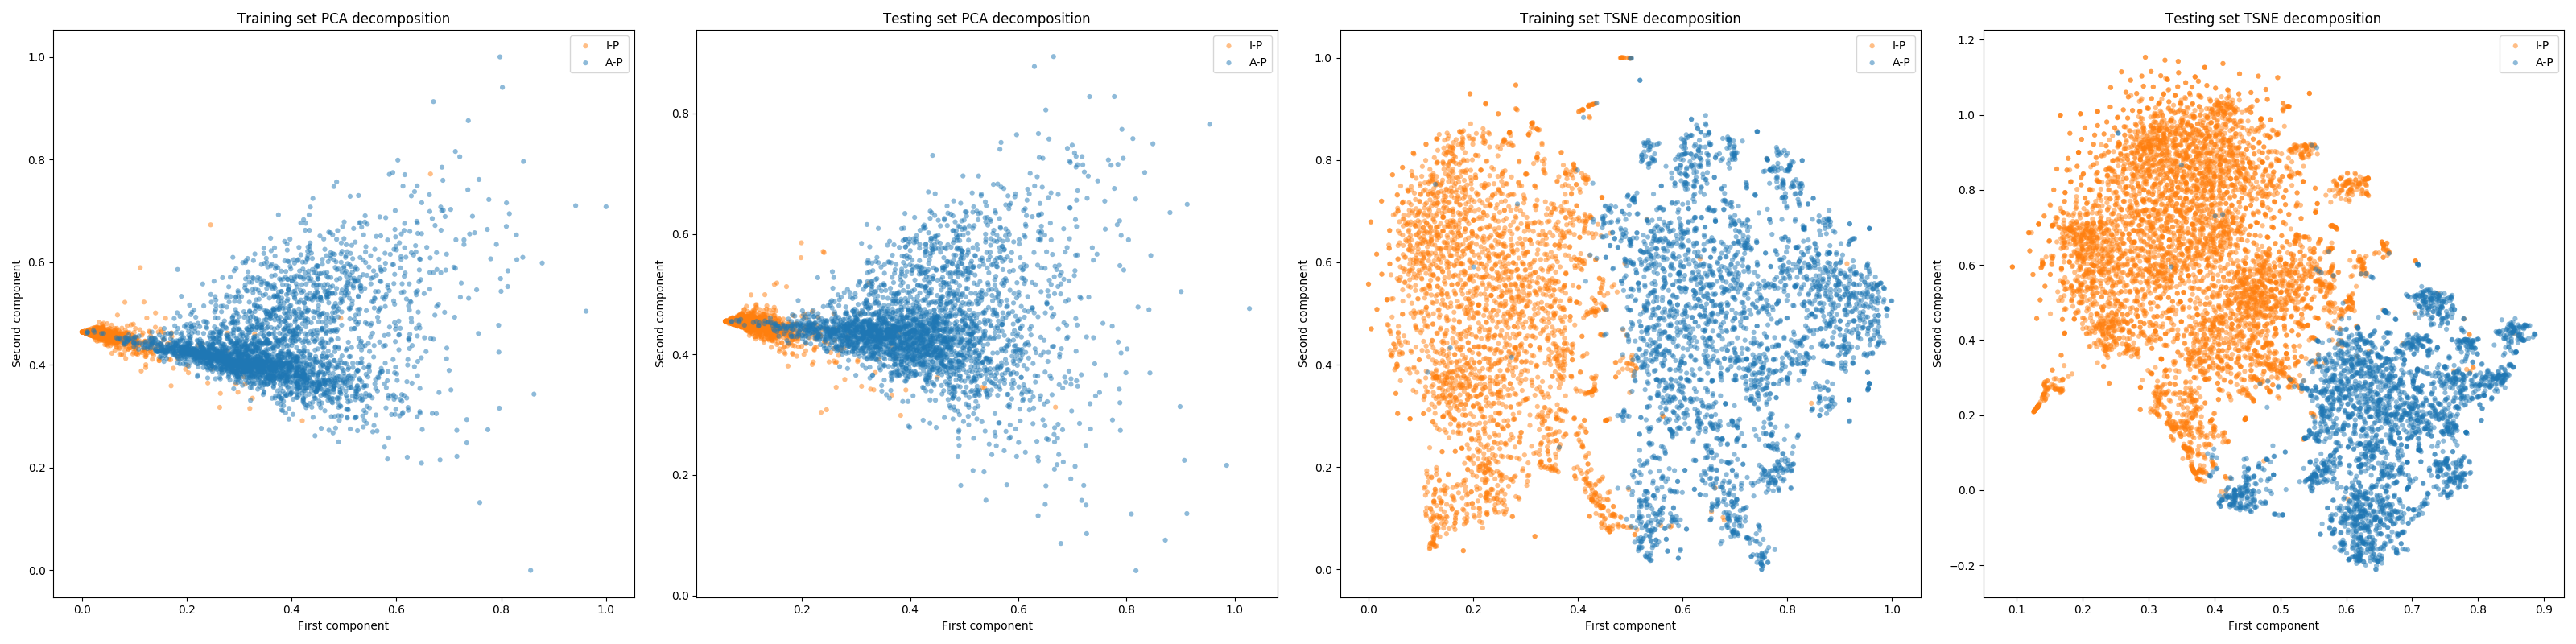 Training set PCA decomposition
I-P
A-P
Second component
1.0
0.8
0.6
0.4
0.2
0.0
0.0 0.2 0.4 0.6 0.8 1.0
First component
Testing set PCA decomposition
I-P
A-P
Second component
0.8
0.6
0.4
0.2
0.0
0.2 0.4 0.6 0.8 1.0
First component
Training set TSNE decomposition
I-P
A-P
Second component
1.0
0.8
0.6
0.4
0.2
0.0
0.0 0.2 0.4 0.6 0.8 1.0
First component
Testing set TSNE decomposition
I-P
A-P
Second component
1.2
1.0
0.8
0.6
0.4
0.2
0.0
−0.2
0.1 0.2 0.3 0.4 0.5 0.6 0.7 0.8 0.9
First component